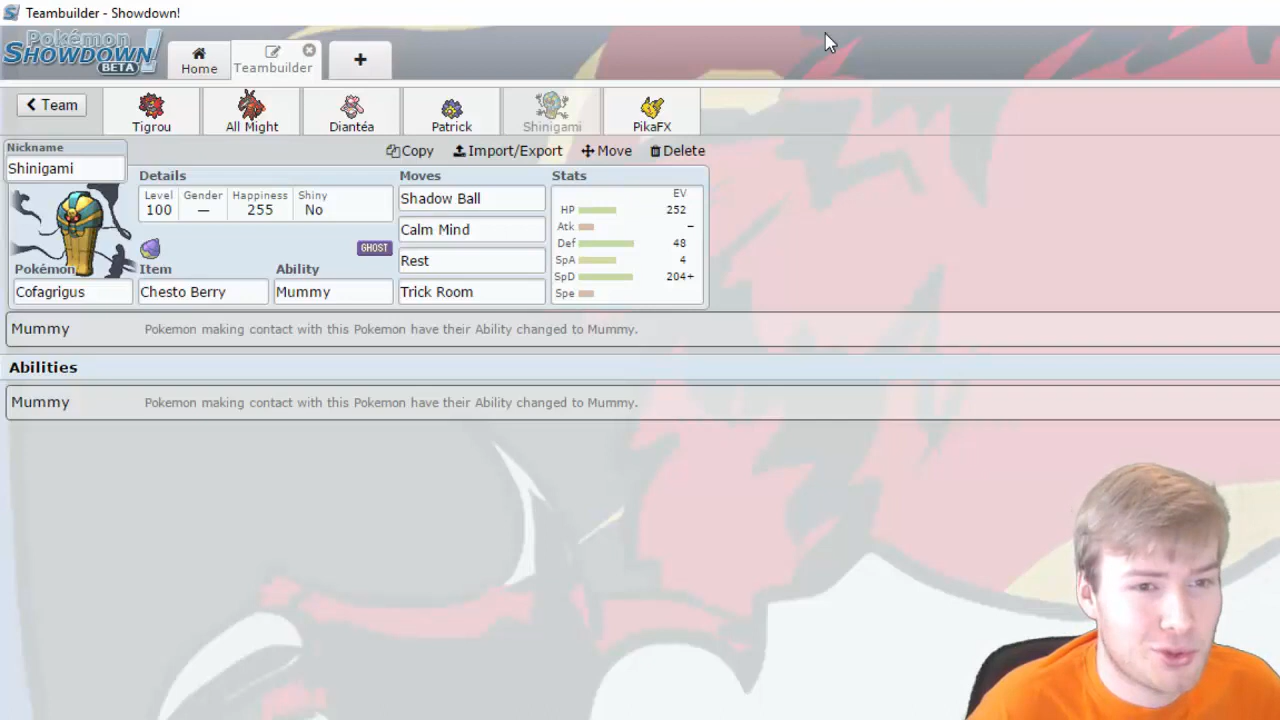 Teambuilder - Showdown!
Pokémon
SHOWDOWN!
BETA
Home
Teambuilder
+
Team
Tigrou
All Might
Diantéa
Patrick
Shinigami
PikaFX
Copy
Import/Export
Move
Delete
Nickname
Shinigami
Details
Level Gender Happiness Shiny
100 — 255 No
GHOST
Pokémon Item Ability
Cofagrigus Chesto Berry Mummy
Moves
Shadow Ball
Calm Mind
Rest
Trick Room
Stats
EV
HP 252
Atk –
Def 48
SpA 4
SpD 204+
Spe
Mummy Pokemon making contact with this Pokemon have their Ability changed to Mummy.
Abilities
Mummy Pokemon making contact with this Pokemon have their Ability changed to Mummy.